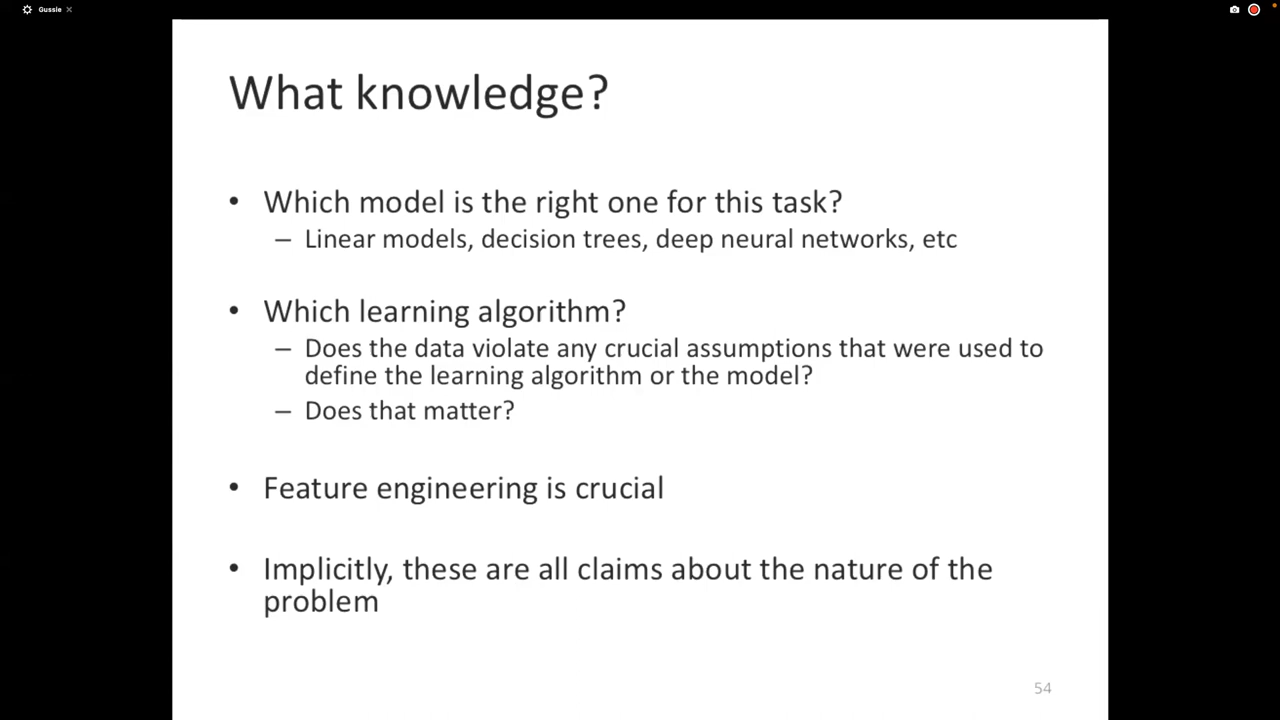 Gussie
What knowledge?
• Which model is the right one for this task?
– Linear models, decision trees, deep neural networks, etc
• Which learning algorithm?
– Does the data violate any crucial assumptions that were used to
define the learning algorithm or the model?
– Does that matter?
• Feature engineering is crucial
• Implicitly, these are all claims about the nature of the
problem
54